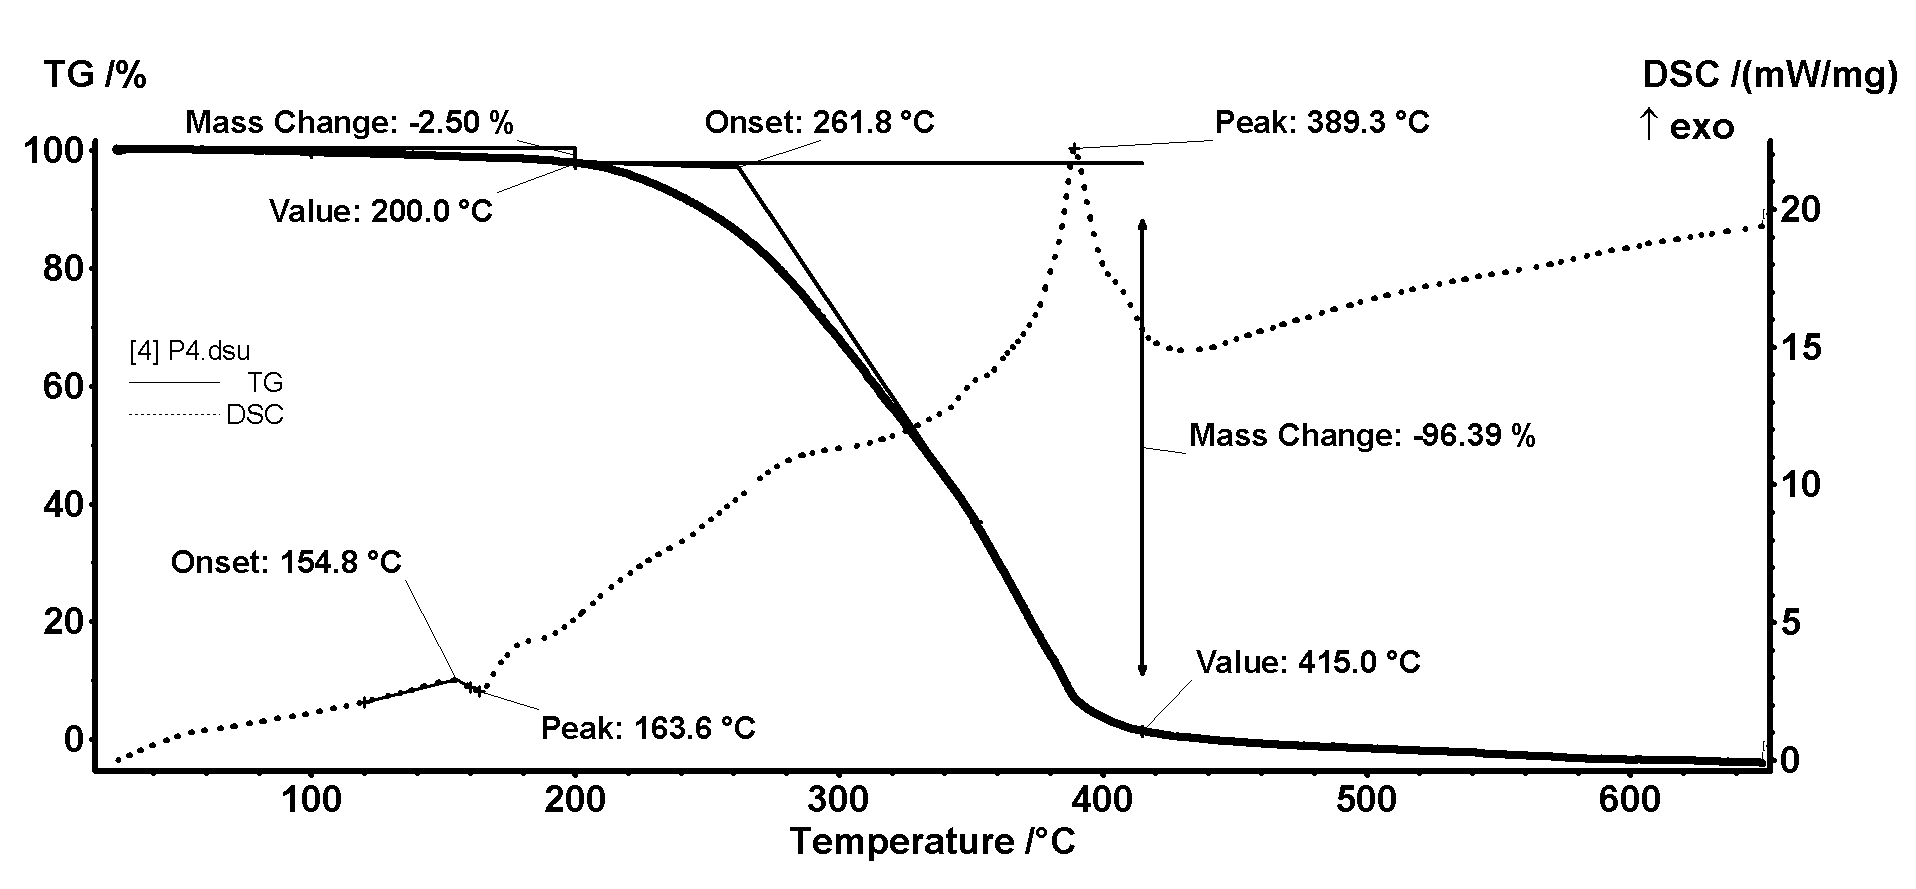 TG /%
DSC /(mW/mg)
↑ exo
Mass Change: -2.50 %
Onset: 261.8 °C
Peak: 389.3 °C
100
Value: 200.0 °C
20
80
[4] P4.dsu
TG
DSC
15
60
Mass Change: -96.39 %
40
10
Onset: 154.8 °C
20
5
Value: 415.0 °C
Peak: 163.6 °C
0
0
100
200
300
400
500
600
Temperature /°C